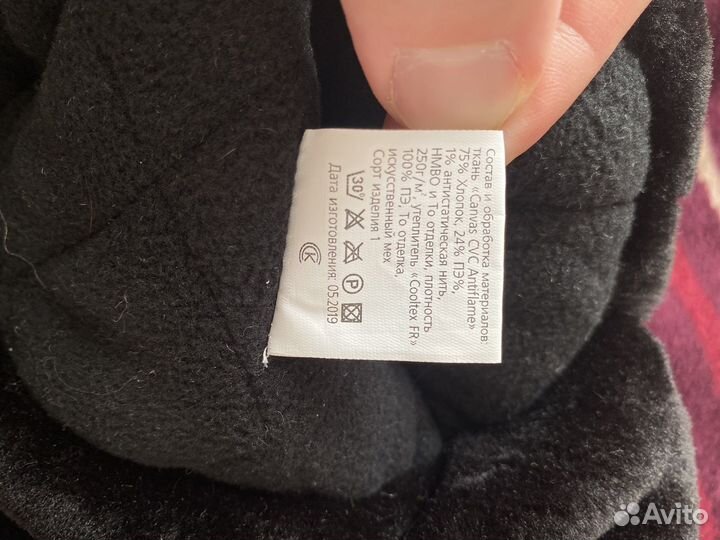 Состав и обработка материалов:
ткань «Canvas CVC Antiflame»
75% Хлопок, 24% ПЭ%,
1% антистатическая нить,
НМВО и То отделки, плотность
250г/м², утеплитель «Cooltex FR»
100% ПЭ, То отделка,
искусственный мех
Сорт изделия 1
30°
P
Дата изготовления: 05.2019
Avito